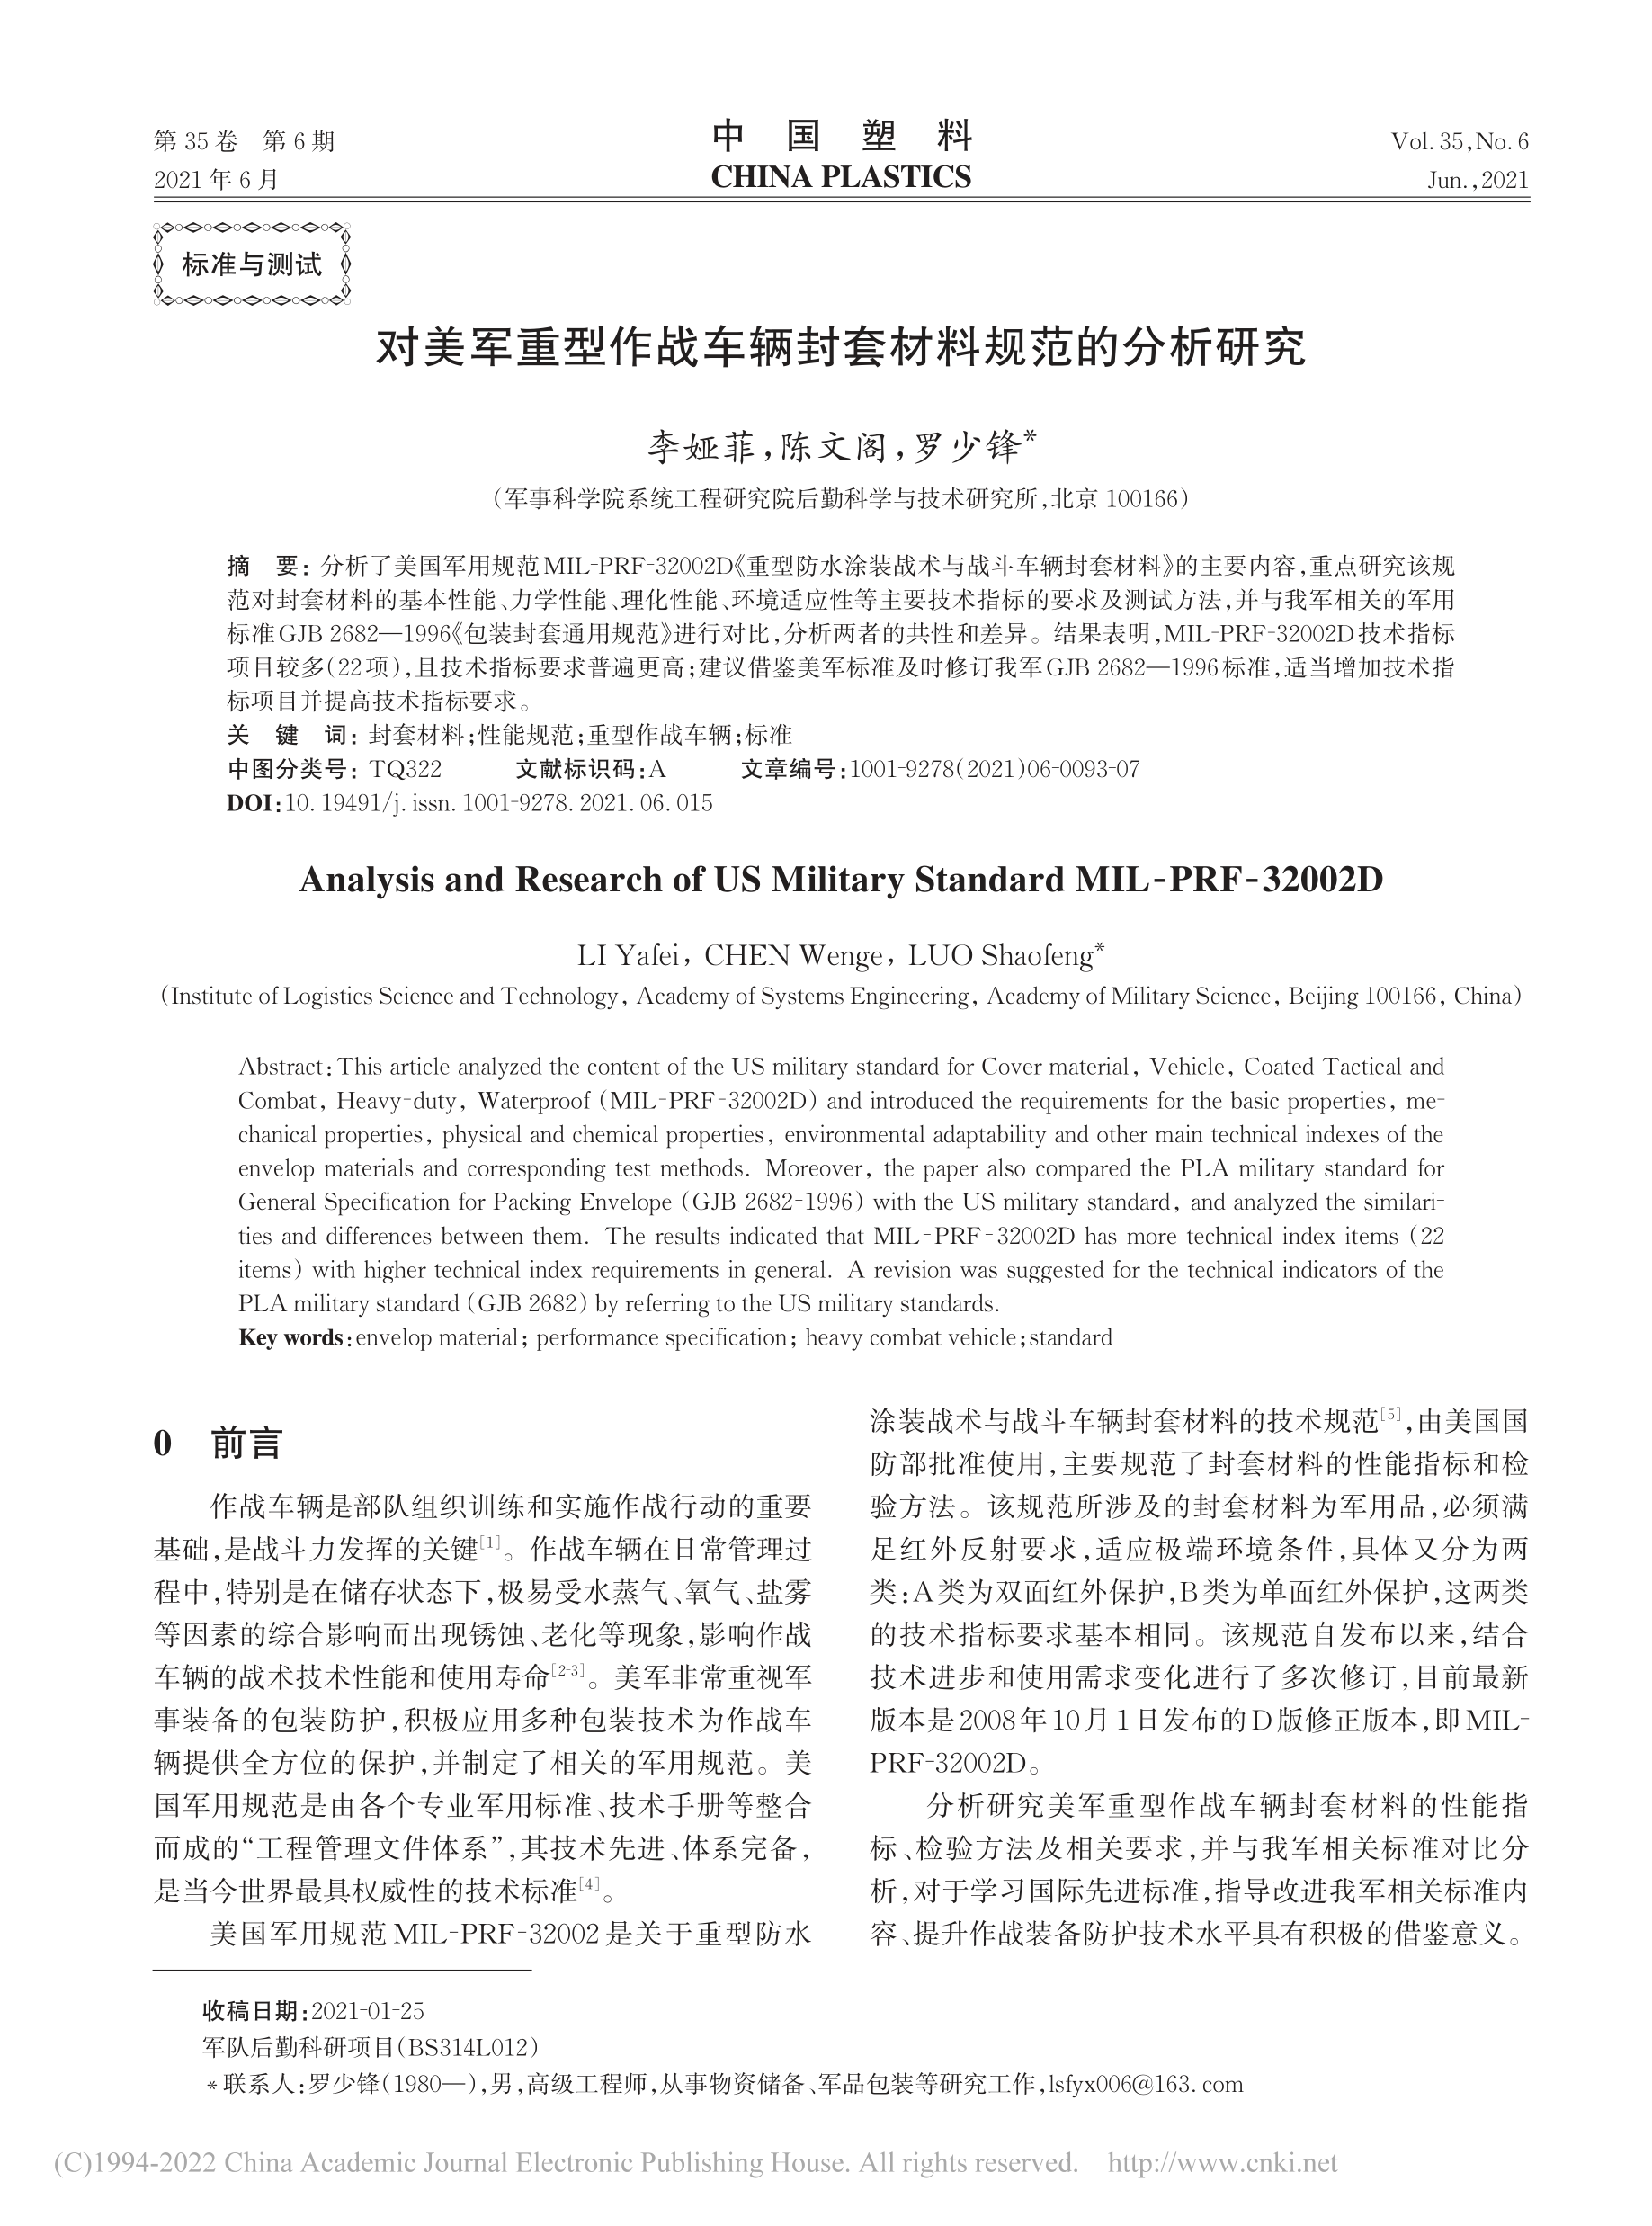 第 35 卷　第 6 期
2021 年 6 月
中　国　塑　料
CHINA PLASTICS
Vol. 35,No. 6
Jun.,2021
标准与测试
对美军重型作战车辆封套材料规范的分析研究
李娅菲,陈文阁,罗少锋*
(军事科学院系统工程研究院后勤科学与技术研究所,北京 100166)
摘　要: 分析了美国军用规范MIL-PRF-32002D《重型防水涂装战术与战斗车辆封套材料》的主要内容,重点研究该规
范对封套材料的基本性能、力学性能、理化性能、环境适应性等主要技术指标的要求及测试方法,并与我军相关的军用
标准GJB 2682—1996《包装封套通用规范》进行对比,分析两者的共性和差异。结果表明,MIL-PRF-32002D技术指标
项目较多(22项),且技术指标要求普遍更高;建议借鉴美军标准及时修订我军GJB 2682—1996标准,适当增加技术指
标项目并提高技术指标要求。
关　键　词: 封套材料;性能规范;重型作战车辆;标准
中图分类号: TQ322　　文献标识码:A　　文章编号:1001-9278(2021)06-0093-07
DOI:10. 19491/j. issn. 1001-9278. 2021. 06. 015
Analysis and Research of US Military Standard MIL-PRF-32002D
LI Yafei, CHEN Wenge, LUO Shaofeng*
(Institute of Logistics Science and Technology, Academy of Systems Engineering, Academy of Military Science, Beijing 100166, China)
Abstract:This article analyzed the content of the US military standard for Cover material, Vehicle, Coated Tactical and
Combat, Heavy-duty, Waterproof (MIL-PRF-32002D) and introduced the requirements for the basic properties, me-
chanical properties, physical and chemical properties, environmental adaptability and other main technical indexes of the
envelop materials and corresponding test methods. Moreover, the paper also compared the PLA military standard for
General Specification for Packing Envelope (GJB 2682-1996) with the US military standard, and analyzed the similari-
ties and differences between them. The results indicated that MIL-PRF-32002D has more technical index items (22
items) with higher technical index requirements in general. A revision was suggested for the technical indicators of the
PLA military standard (GJB 2682) by referring to the US military standards.
Key words:envelop material; performance specification; heavy combat vehicle;standard
0　前言
作战车辆是部队组织训练和实施作战行动的重要
基础,是战斗力发挥的关键[1]。作战车辆在日常管理过
程中,特别是在储存状态下,极易受水蒸气、氧气、盐雾
等因素的综合影响而出现锈蚀、老化等现象,影响作战
车辆的战术技术性能和使用寿命[2-3]。美军非常重视军
事装备的包装防护,积极应用多种包装技术为作战车
辆提供全方位的保护,并制定了相关的军用规范。美
国军用规范是由各个专业军用标准、技术手册等整合
而成的“工程管理文件体系”,其技术先进、体系完备,
是当今世界最具权威性的技术标准[4]。
美国军用规范 MIL-PRF-32002 是关于重型防水
涂装战术与战斗车辆封套材料的技术规范[5],由美国国
防部批准使用,主要规范了封套材料的性能指标和检
验方法。该规范所涉及的封套材料为军用品,必须满
足红外反射要求,适应极端环境条件,具体又分为两
类:A类为双面红外保护,B类为单面红外保护,这两类
的技术指标要求基本相同。该规范自发布以来,结合
技术进步和使用需求变化进行了多次修订,目前最新
版本是2008年10月1日发布的D版修正版本,即MIL-
PRF-32002D。
分析研究美军重型作战车辆封套材料的性能指
标、检验方法及相关要求,并与我军相关标准对比分
析,对于学习国际先进标准,指导改进我军相关标准内
容、提升作战装备防护技术水平具有积极的借鉴意义。
收稿日期:2021-01-25
军队后勤科研项目(BS314L012)
*联系人:罗少锋(1980—),男,高级工程师,从事物资储备、军品包装等研究工作,lsfyx006@163. com
(C)1994-2022 China Academic Journal Electronic Publishing House. All rights reserved.　http://www.cnki.net